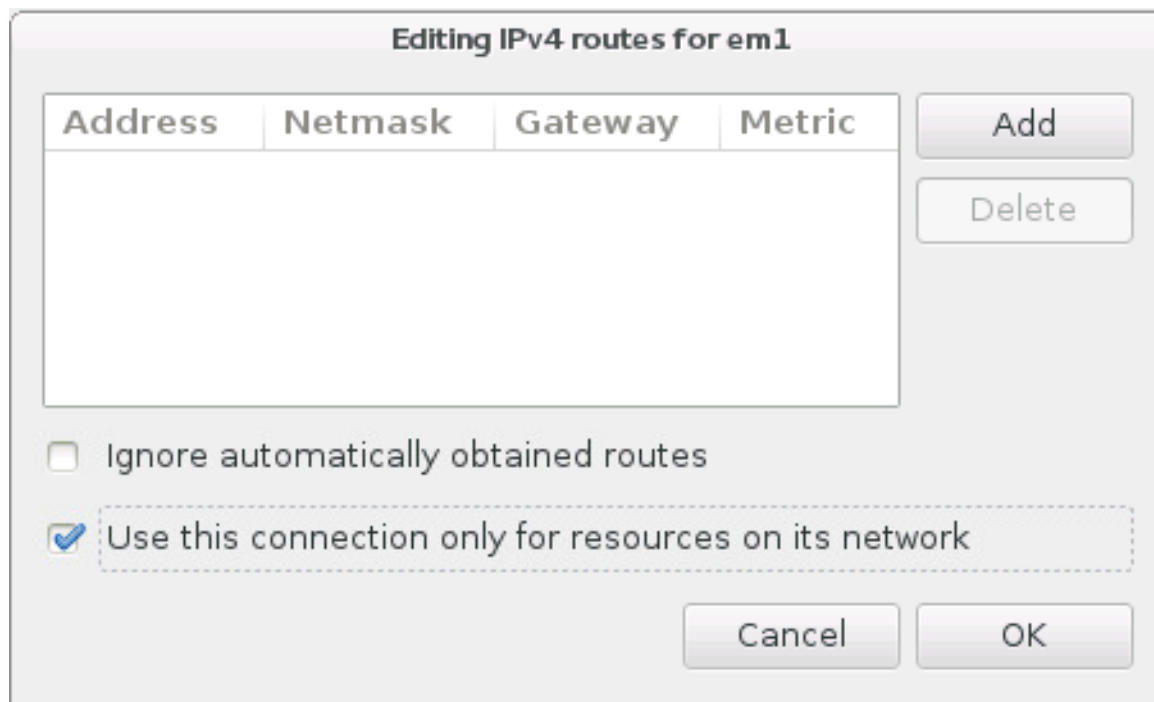 Editing IPv4 routes for em1
Address Netmask Gateway Metric
Add
Delete
Ignore automatically obtained routes
Use this connection only for resources on its network
Cancel OK